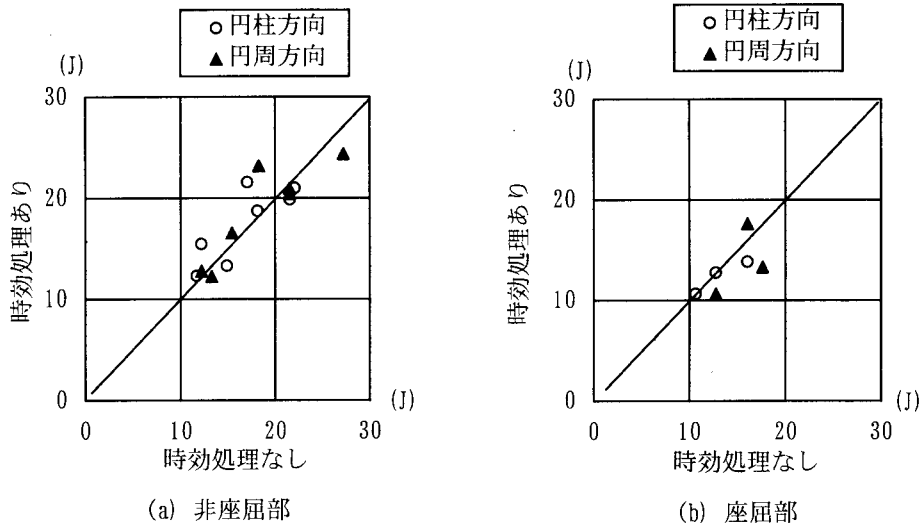 ○ 円柱方向
▲ 円周方向
(J)
30
20
10
0
時効処理あり
0 10 20 30 (J)
時効処理なし
(a) 非座屈部
○ 円柱方向
▲ 円周方向
(J)
30
20
10
0
時効処理あり
0 10 20 30 (J)
時効処理なし
(b) 座屈部